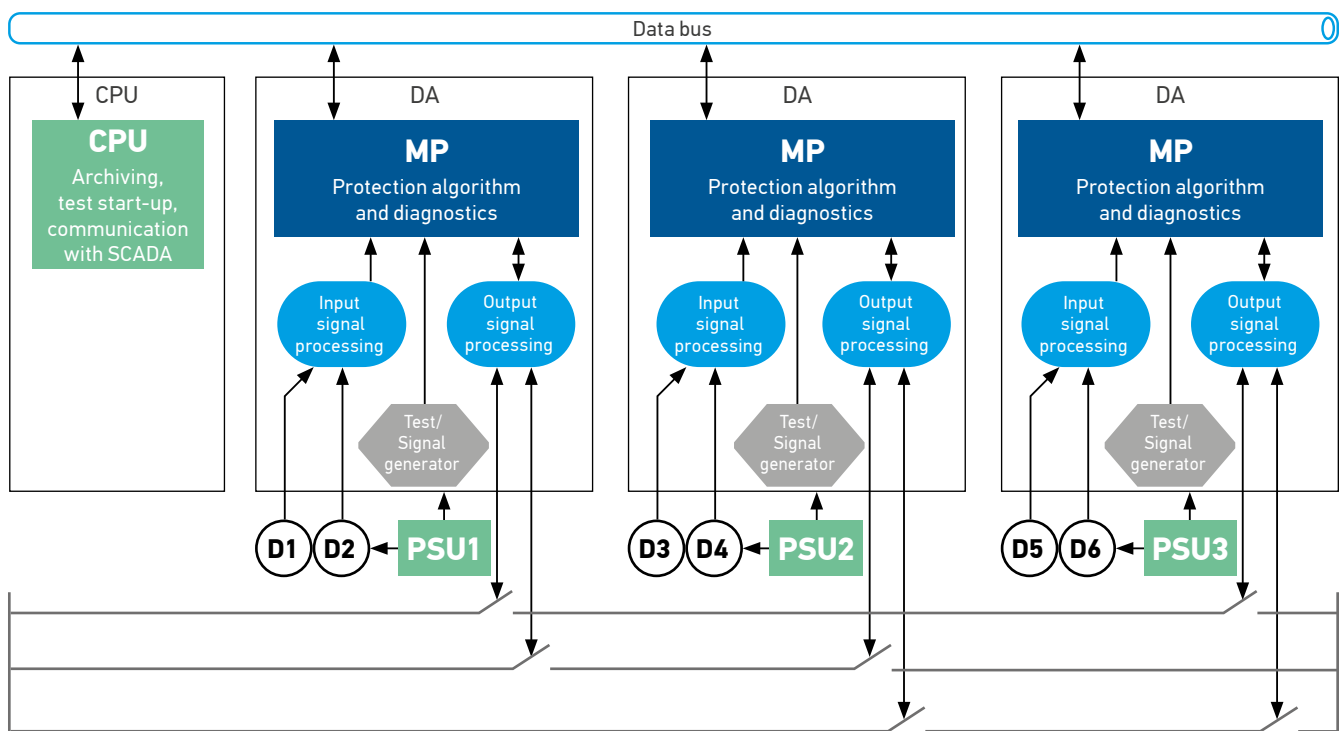 Data bus
CPU
CPU
Archiving,
test start-up,
communication
with SCADA
DA
MP
Protection algorithm
and diagnostics
Input
signal
processing
Output
signal
processing
Test/
Signal
generator
D1
D2
PSU1
DA
MP
Protection algorithm
and diagnostics
Input
signal
processing
Output
signal
processing
Test/
Signal
generator
D3
D4
PSU2
DA
MP
Protection algorithm
and diagnostics
Input
signal
processing
Output
signal
processing
Test/
Signal
generator
D5
D6
PSU3